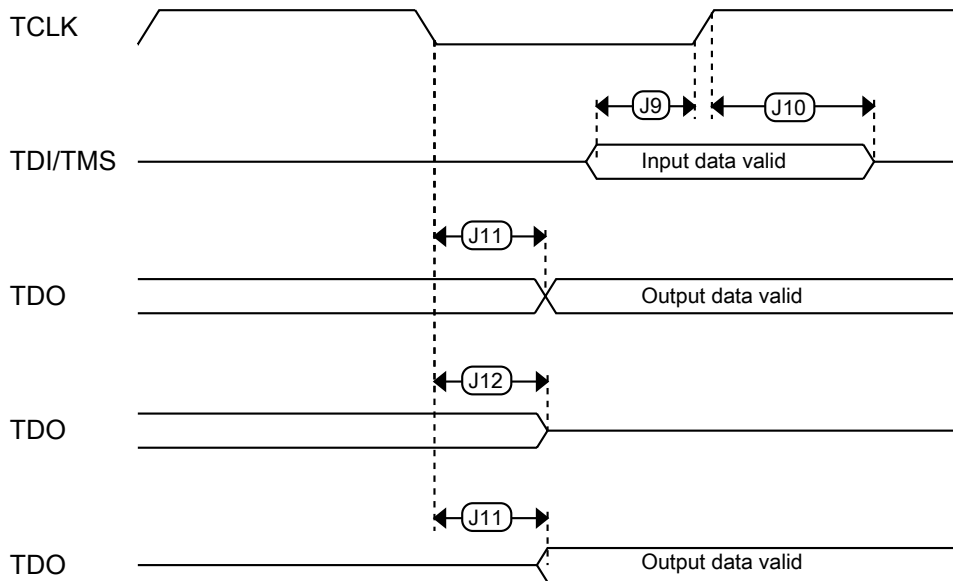 TCLK
J9
J10
TDI/TMS
Input data valid
J11
TDO
Output data valid
J12
TDO
J11
TDO
Output data valid